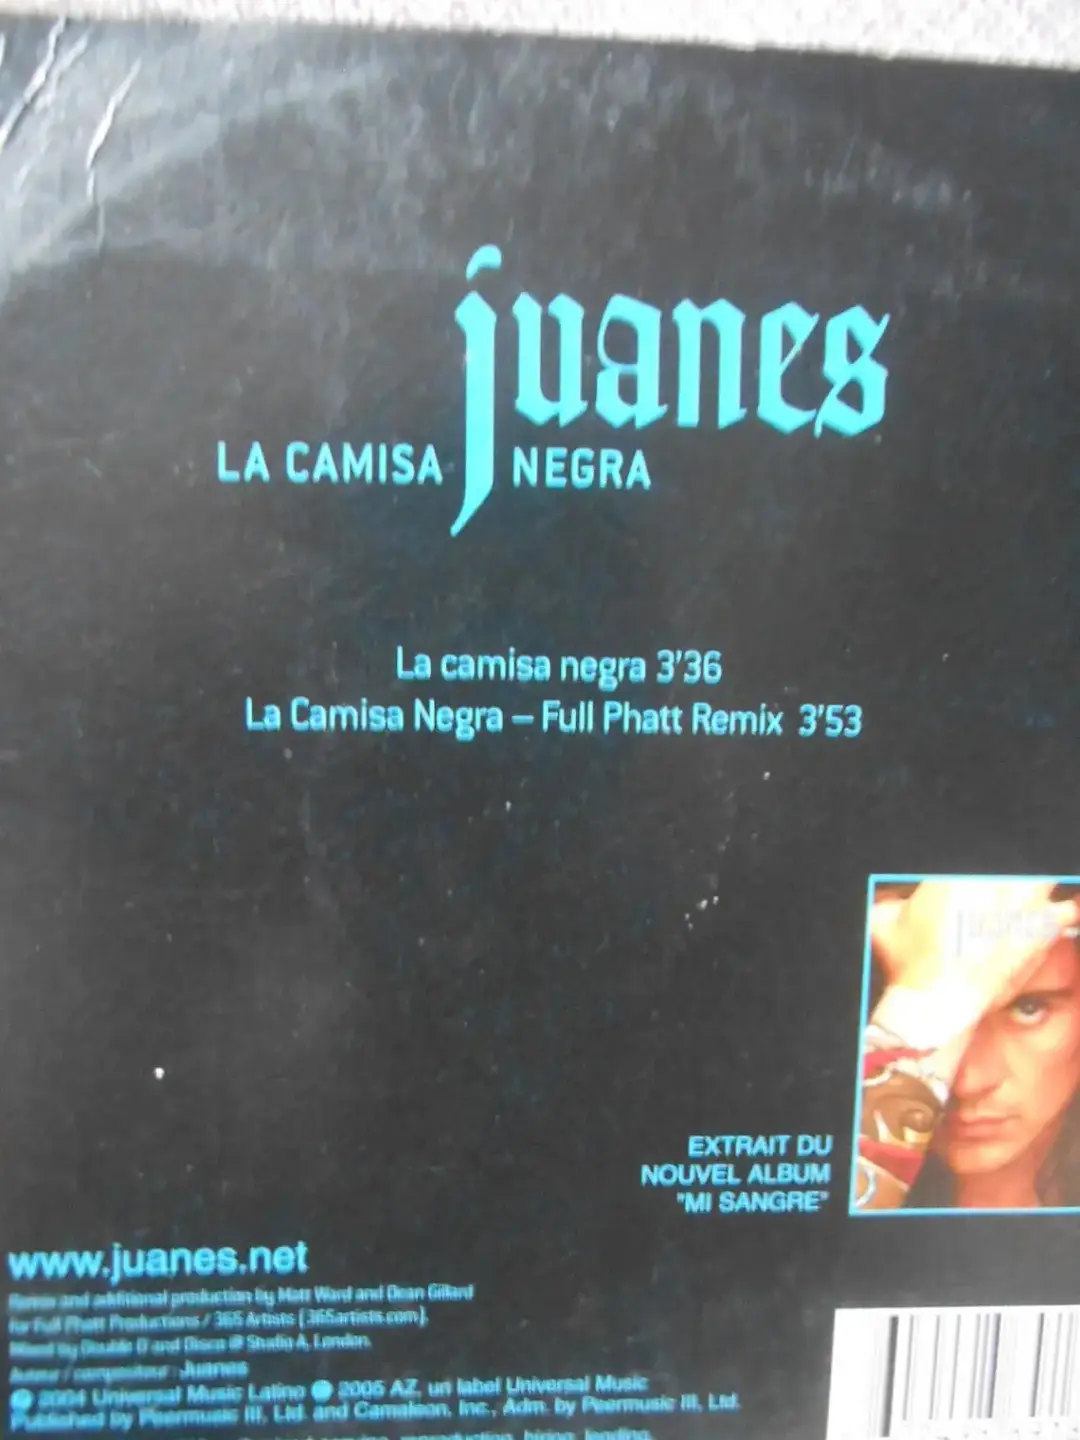 juanes
LA CAMISA NEGRA
La camisa negra 3'36
La Camisa Negra – Full Phatt Remix 3'53
juanes
EXTRAIT DU
NOUVEL ALBUM
"MI SANGRE"
www.juanes.net
Remix and additional production by Matt Ward and Dean Gillard
for Full Phatt Productions / 365 Artists (365artists.com).
Mixed by Double D and Disco @ Studio A, London.
Auteur / compositeur : Juanes
℗ 2004 Universal Music Latino © 2005 AZ, un label Universal Music
Published by Peermusic III, Ltd. and Camaleon, Inc., Adm. by Peermusic III, Ltd.
reproduction, hiring, lending,